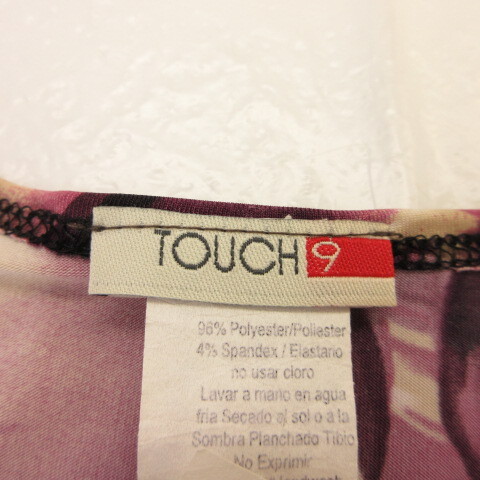 TOUCH 9
96% Polyester/Poliester
4% Spandex / Elastano
no usar cloro
Lavar a mano en agua
fria Secado al sol o a la
Sombra Planchado Tibio
No Exprimir